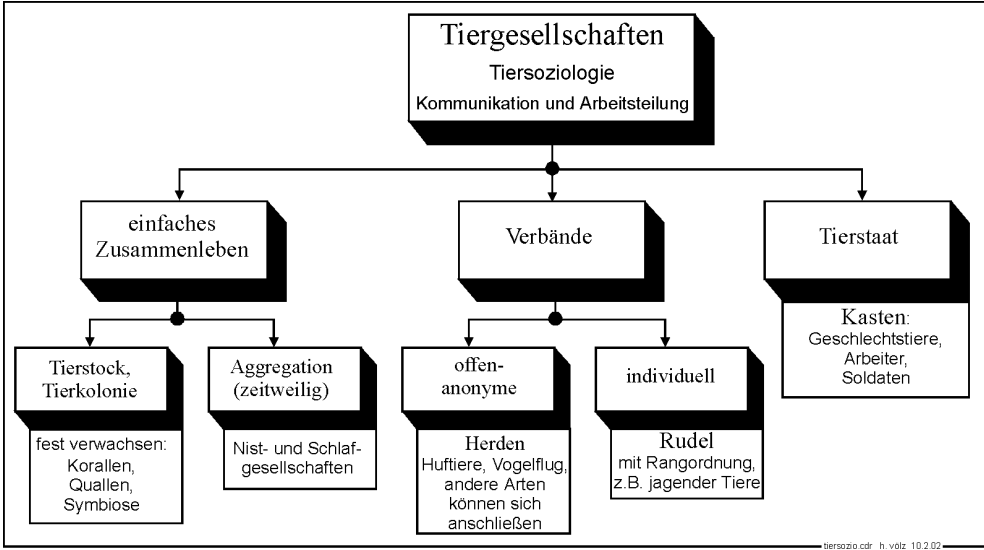 Tiergesellschaften
Tiersoziologie
Kommunikation und Arbeitsteilung
einfaches
Zusammenleben
Verbände
Tierstaat
Kasten:
Geschlechtstiere,
Arbeiter,
Soldaten
Tierstock,
Tierkolonie
fest verwachsen:
Korallen,
Quallen,
Symbiose
Aggregation
(zeitweilig)
Nist- und Schlaf-
gesellschaften
offen-
anonyme
Herden
Huftiere, Vogelflug,
andere Arten
können sich
anschließen
individuell
Rudel
mit Rangordnung,
z.B. jagender Tiere
tiersozio.cdr h. völz 10.2.02